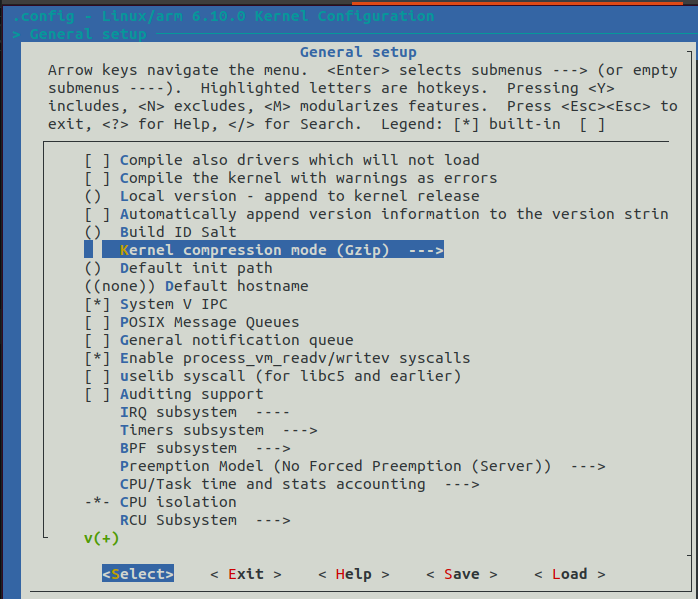 .config - Linux/arm 6.10.0 Kernel Configuration
> General setup
General setup
Arrow keys navigate the menu.  <Enter> selects submenus ---> (or empty
submenus ----).  Highlighted letters are hotkeys.  Pressing <Y>
includes, <N> excludes, <M> modularizes features.  Press <Esc><Esc> to
exit, <?> for Help, </> for Search.  Legend: [*] built-in  [ ]
[ ] Compile also drivers which will not load
[ ] Compile the kernel with warnings as errors
()  Local version - append to kernel release
[ ] Automatically append version information to the version strin
()  Build ID Salt
Kernel compression mode (Gzip)  --->
()  Default init path
((none)) Default hostname
[*] System V IPC
[ ] POSIX Message Queues
[ ] General notification queue
[*] Enable process_vm_readv/writev syscalls
[ ] uselib syscall (for libc5 and earlier)
[ ] Auditing support
IRQ subsystem  ----
Timers subsystem  --->
BPF subsystem  --->
Preemption Model (No Forced Preemption (Server))  --->
CPU/Task time and stats accounting  --->
-*- CPU isolation
RCU Subsystem  --->
v(+)
<Select>    < Exit >    < Help >    < Save >    < Load >